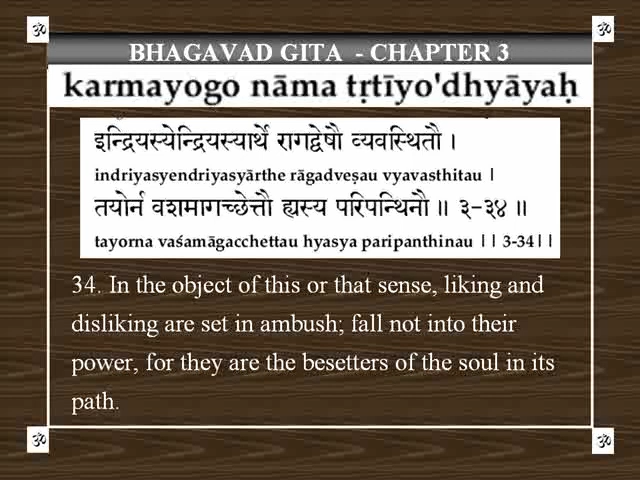 ॐ ॐ
BHAGAVAD GITA - CHAPTER 3
karmayogo nāma tṛtīyo'dhyāyaḥ
इन्द्रियस्येन्द्रियस्यार्थे रागद्वेषौ व्यवस्थितौ ।
indriyasyendriyasyārthe rāgadveṣau vyavasthitau |
तयोर्न वशमागच्छेत्तौ ह्यस्य परिपन्थिनौ ॥ ३-३४ ॥
tayorna vaśamāgacchettau hyasya paripanthinau || 3-34||
34. In the object of this or that sense, liking and
disliking are set in ambush; fall not into their
power, for they are the besetters of the soul in its
path.
ॐ ॐ